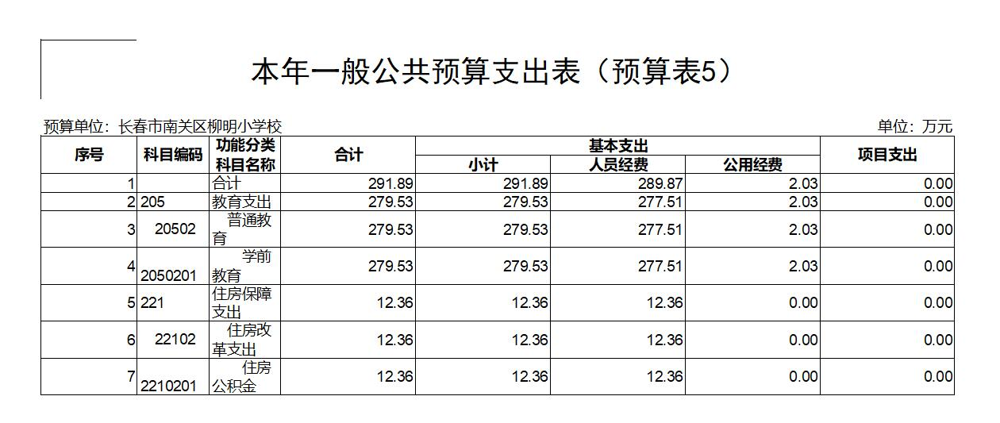 本年一般公共预算支出表（预算表5）
预算单位：长春市南关区柳明小学校 单位：万元
序号 科目编码 功能分类科目名称 合计 基本支出 项目支出
小计 人员经费 公用经费
1 合计 291.89 291.89 289.87 2.03 0.00
2 205 教育支出 279.53 279.53 277.51 2.03 0.00
3 20502 普通教育 279.53 279.53 277.51 2.03 0.00
4 2050201 学前教育 279.53 279.53 277.51 2.03 0.00
5 221 住房保障支出 12.36 12.36 12.36 0.00 0.00
6 22102 住房改革支出 12.36 12.36 12.36 0.00 0.00
7 2210201 住房公积金 12.36 12.36 12.36 0.00 0.00